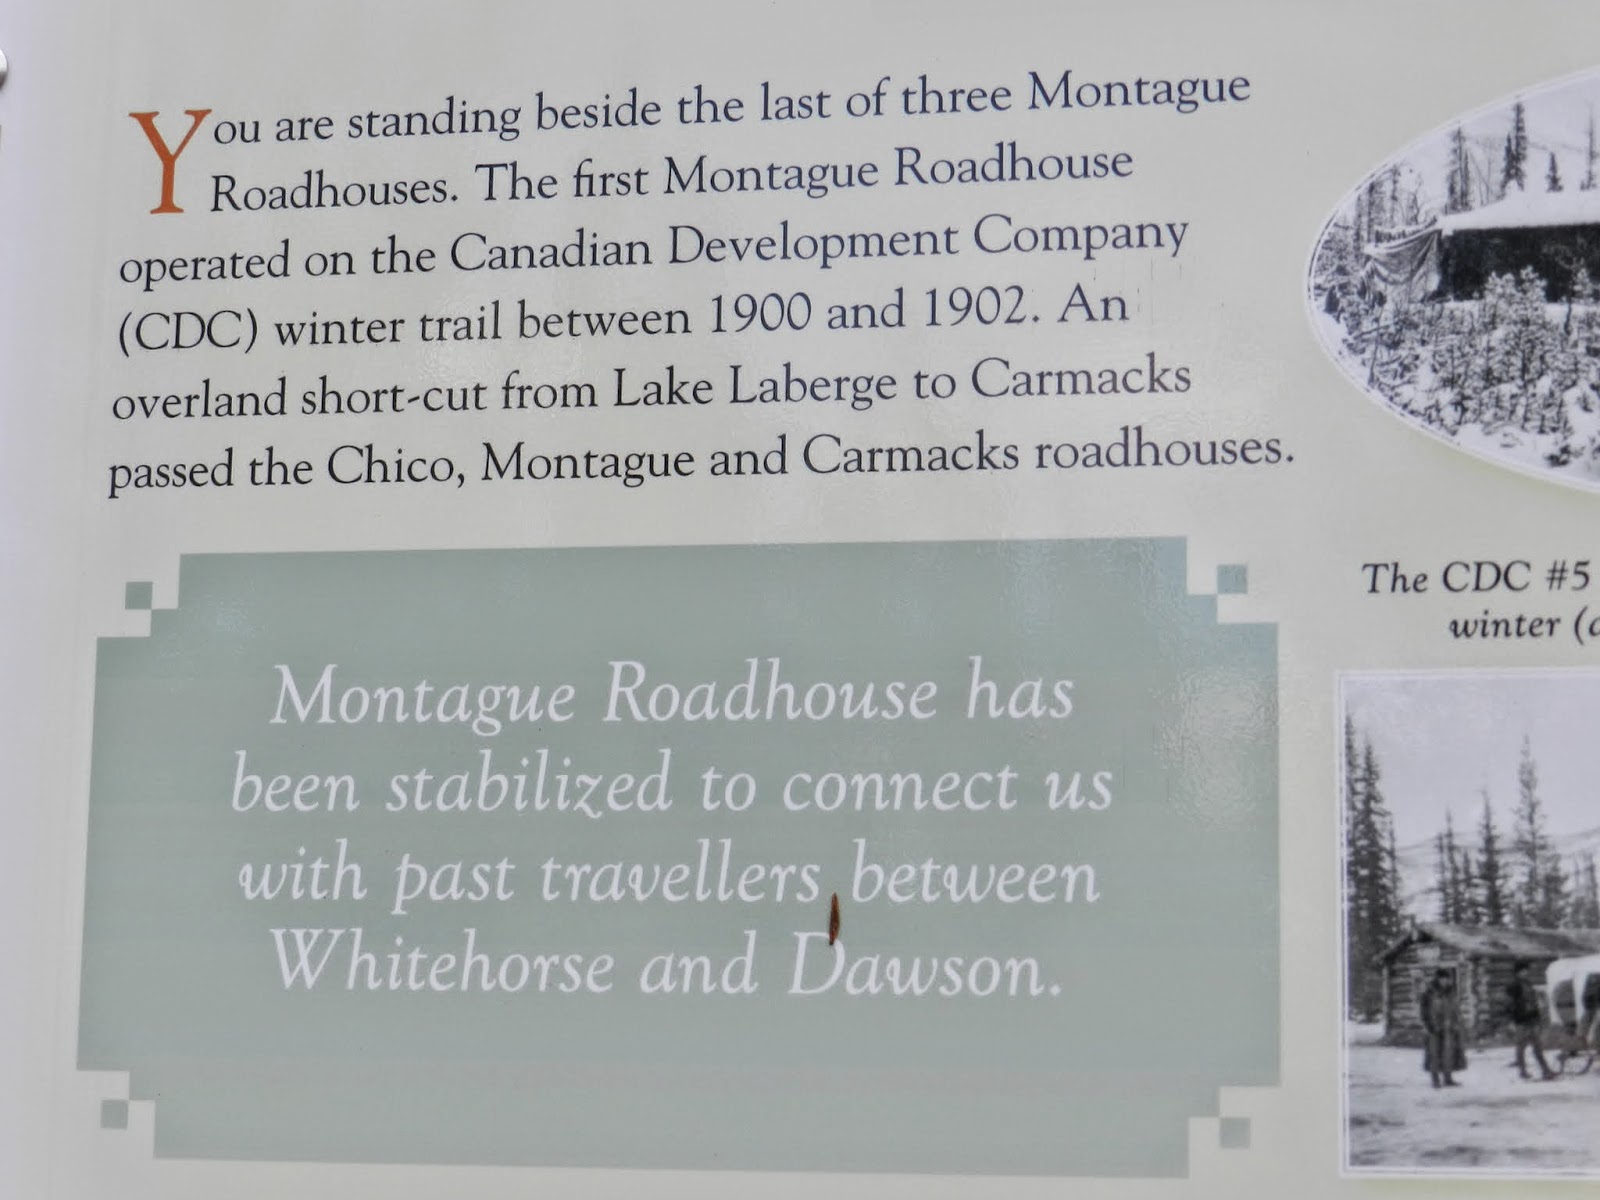 You are standing beside the last of three Montague
Roadhouses. The first Montague Roadhouse
operated on the Canadian Development Company
(CDC) winter trail between 1900 and 1902. An
overland short-cut from Lake Laberge to Carmacks
passed the Chico, Montague and Carmacks roadhouses.
Montague Roadhouse has
been stabilized to connect us
with past travellers between
Whitehorse and Dawson.
The CDC #5
winter (